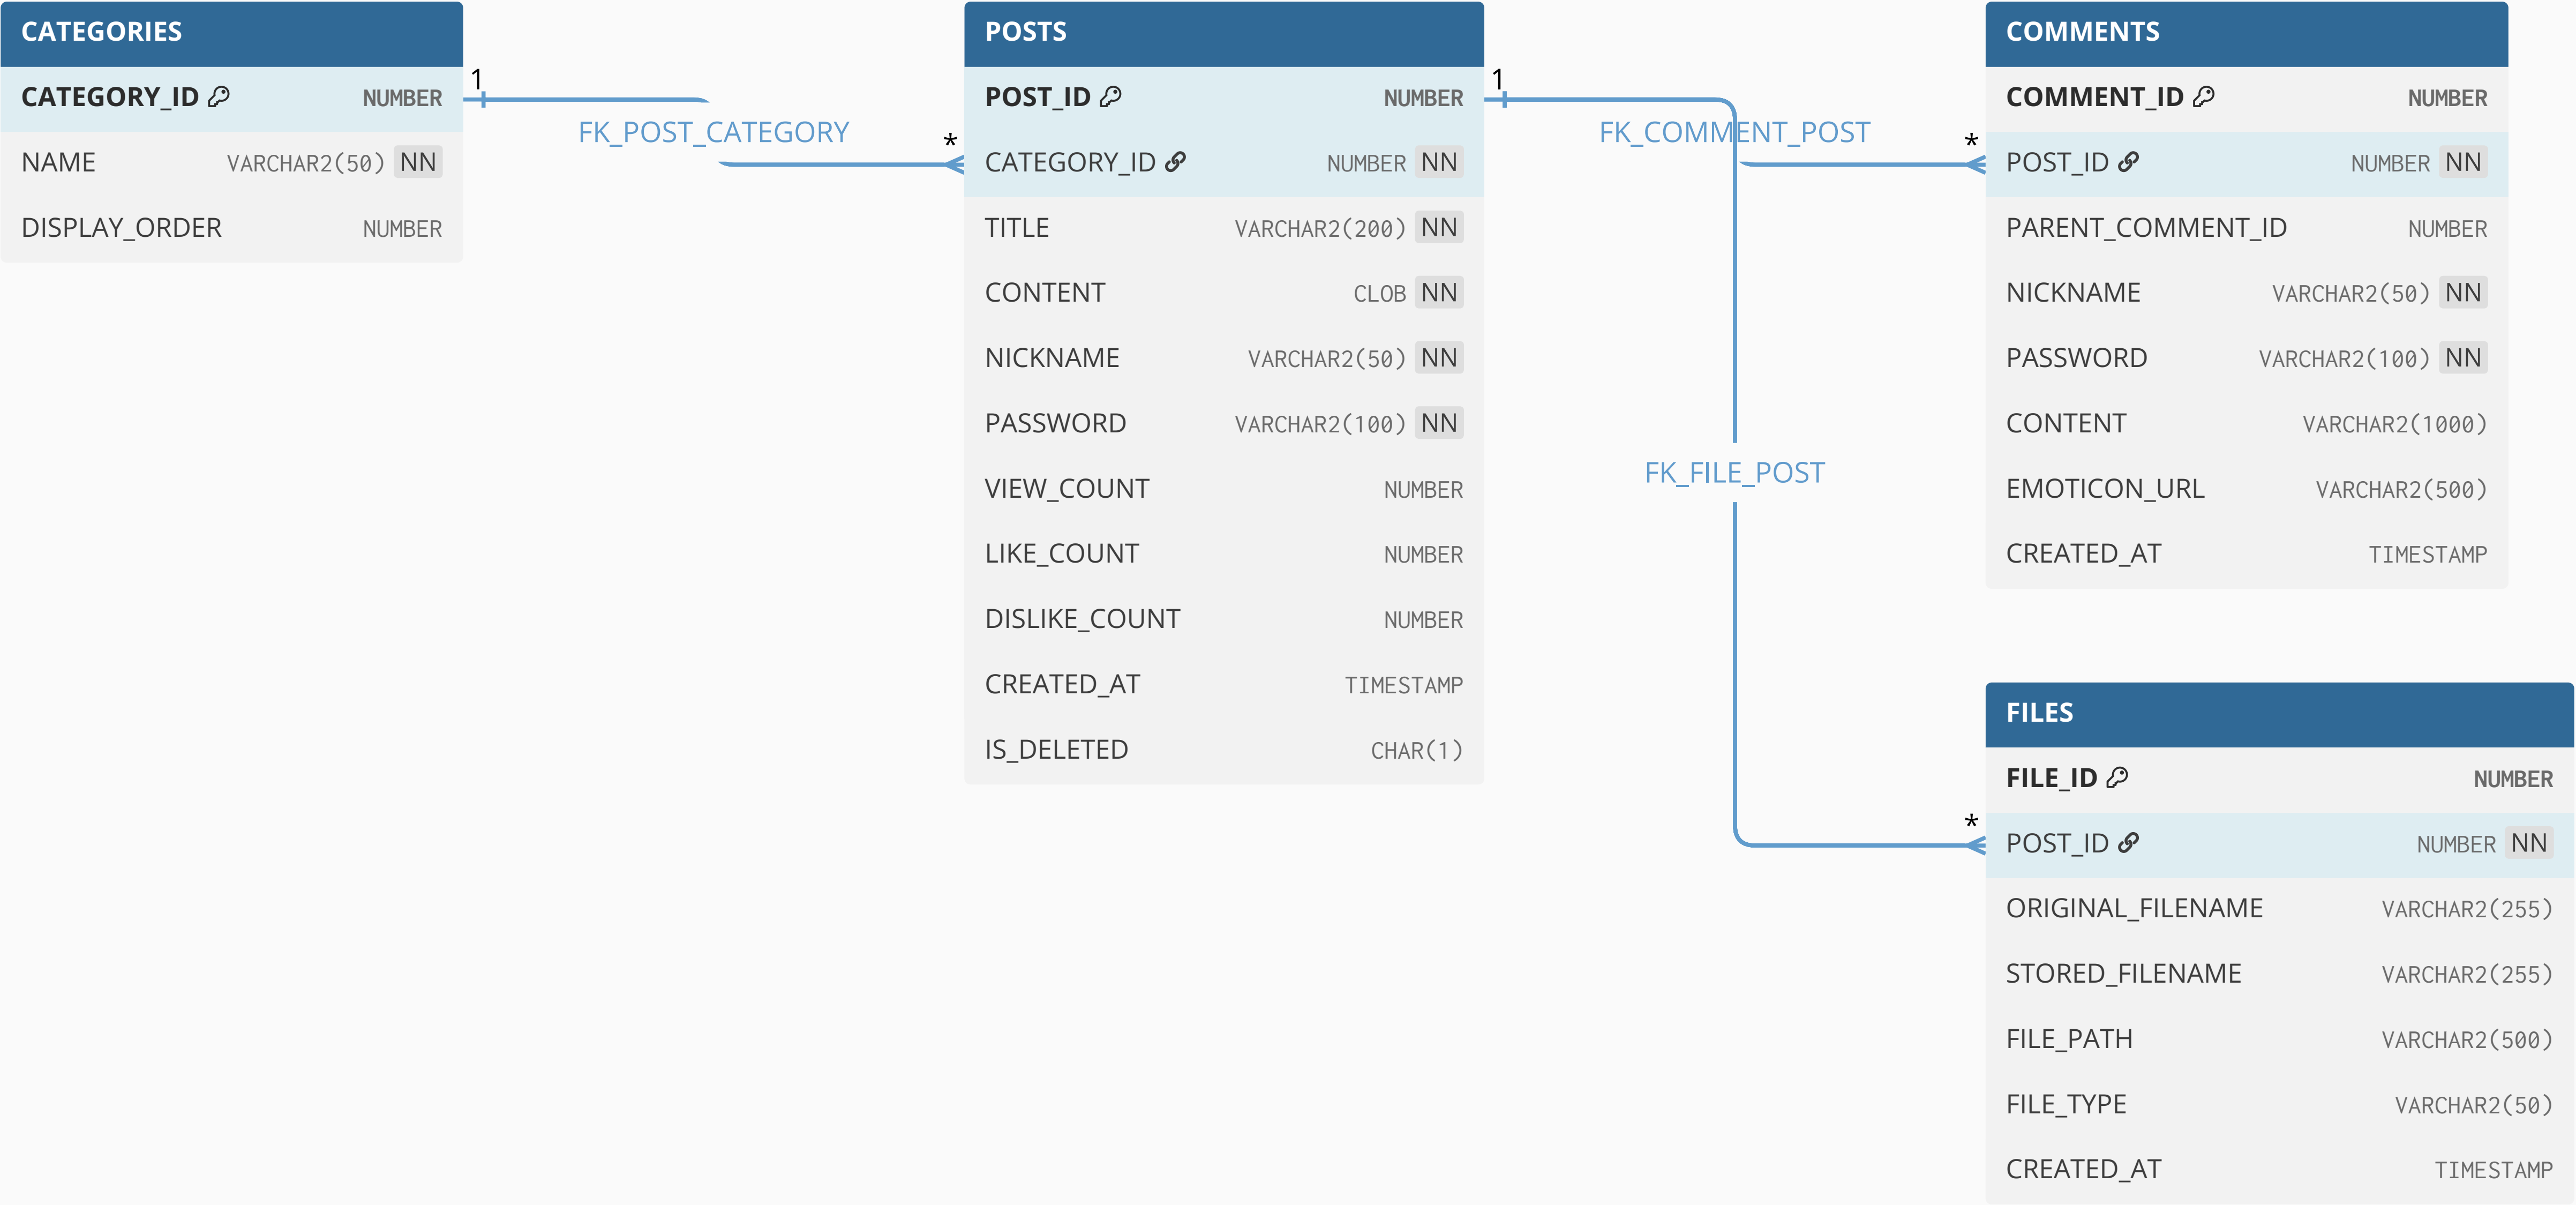 CATEGORIES
CATEGORY_ID NUMBER
NAME VARCHAR2(50) NN
DISPLAY_ORDER NUMBER
1
FK_POST_CATEGORY
*
POSTS
POST_ID NUMBER
CATEGORY_ID NUMBER NN
TITLE VARCHAR2(200) NN
CONTENT CLOB NN
NICKNAME VARCHAR2(50) NN
PASSWORD VARCHAR2(100) NN
VIEW_COUNT NUMBER
LIKE_COUNT NUMBER
DISLIKE_COUNT NUMBER
CREATED_AT TIMESTAMP
IS_DELETED CHAR(1)
1
FK_COMMENT_POST
*
FK_FILE_POST
*
COMMENTS
COMMENT_ID NUMBER
POST_ID NUMBER NN
PARENT_COMMENT_ID NUMBER
NICKNAME VARCHAR2(50) NN
PASSWORD VARCHAR2(100) NN
CONTENT VARCHAR2(1000)
EMOTICON_URL VARCHAR2(500)
CREATED_AT TIMESTAMP
FILES
FILE_ID NUMBER
POST_ID NUMBER NN
ORIGINAL_FILENAME VARCHAR2(255)
STORED_FILENAME VARCHAR2(255)
FILE_PATH VARCHAR2(500)
FILE_TYPE VARCHAR2(50)
CREATED_AT TIMESTAMP